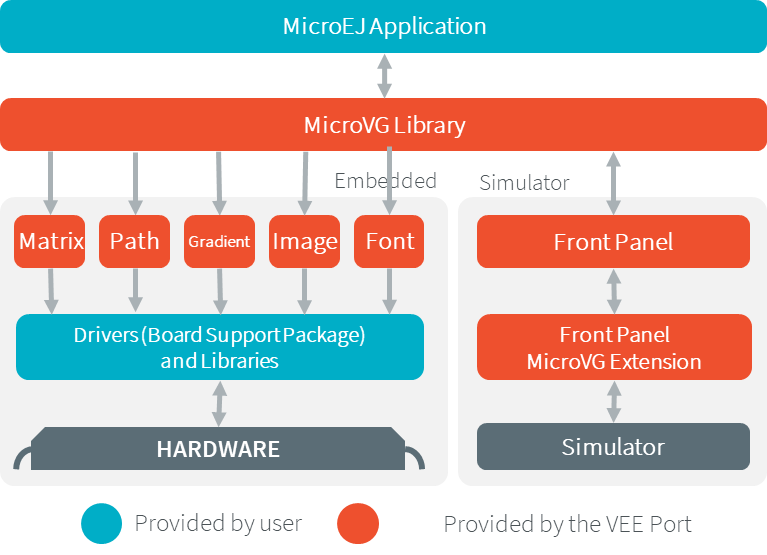 MicroEJ Application
MicroVG Library
Embedded
Simulator
Matrix
Path
Gradient
Image
Font
Front Panel
Drivers (Board Support Package)
and Libraries
Front Panel
MicroVG Extension
HARDWARE
Simulator
Provided by user
Provided by the VEE Port